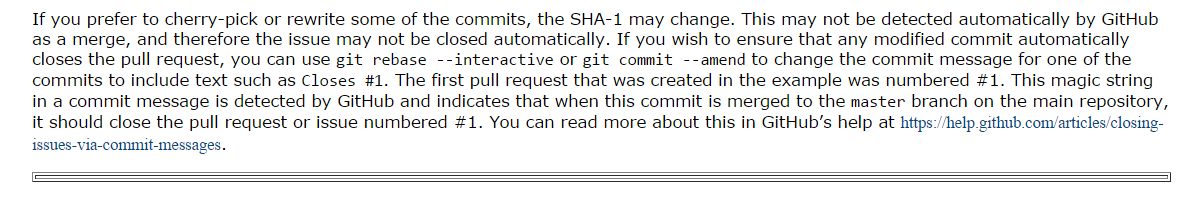 If you prefer to cherry-pick or rewrite some of the commits, the SHA-1 may change. This may not be detected automatically by GitHub
as a merge, and therefore the issue may not be closed automatically. If you wish to ensure that any modified commit automatically
closes the pull request, you can use git rebase --interactive or git commit --amend to change the commit message for one of the
commits to include text such as Closes #1. The first pull request that was created in the example was numbered #1. This magic string
in a commit message is detected by GitHub and indicates that when this commit is merged to the master branch on the main repository,
it should close the pull request or issue numbered #1. You can read more about this in GitHub’s help at https://help.github.com/articles/closing-
issues-via-commit-messages.